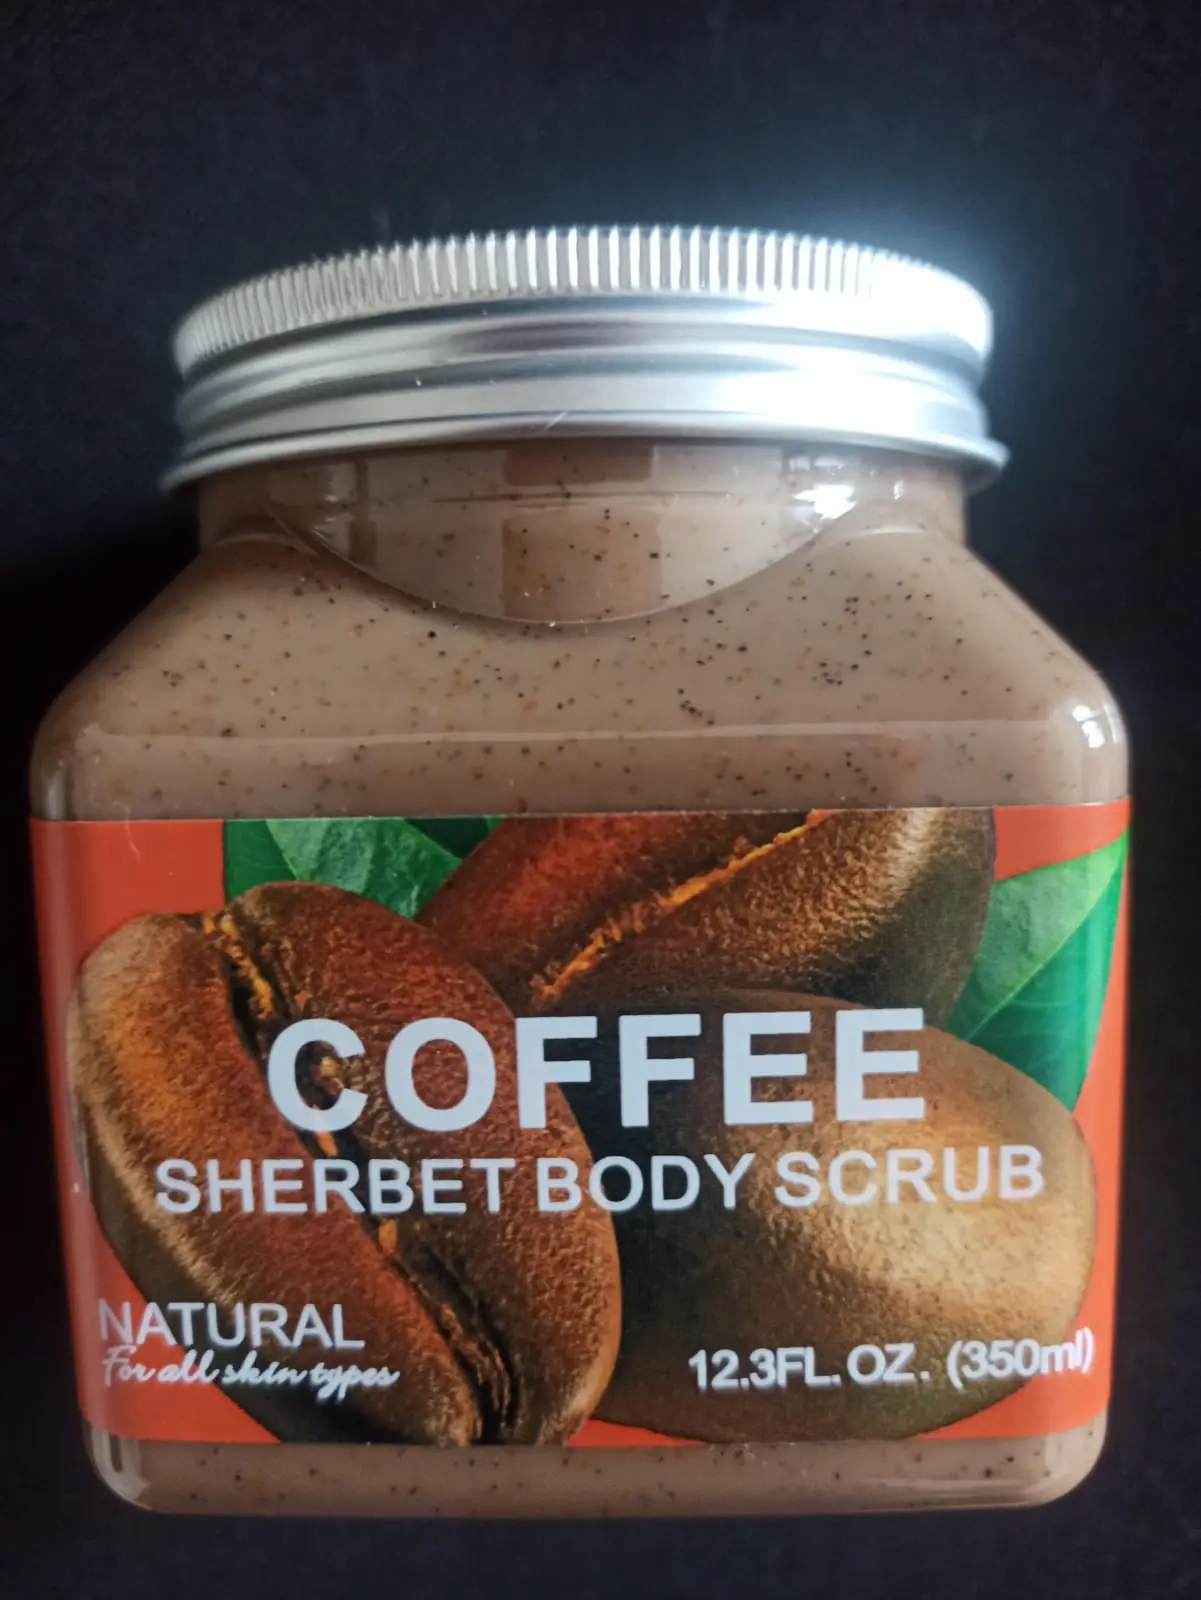 COFFEE
SHERBET BODY SCRUB
NATURAL
For all skin types
12.3FL. OZ. (350ml)